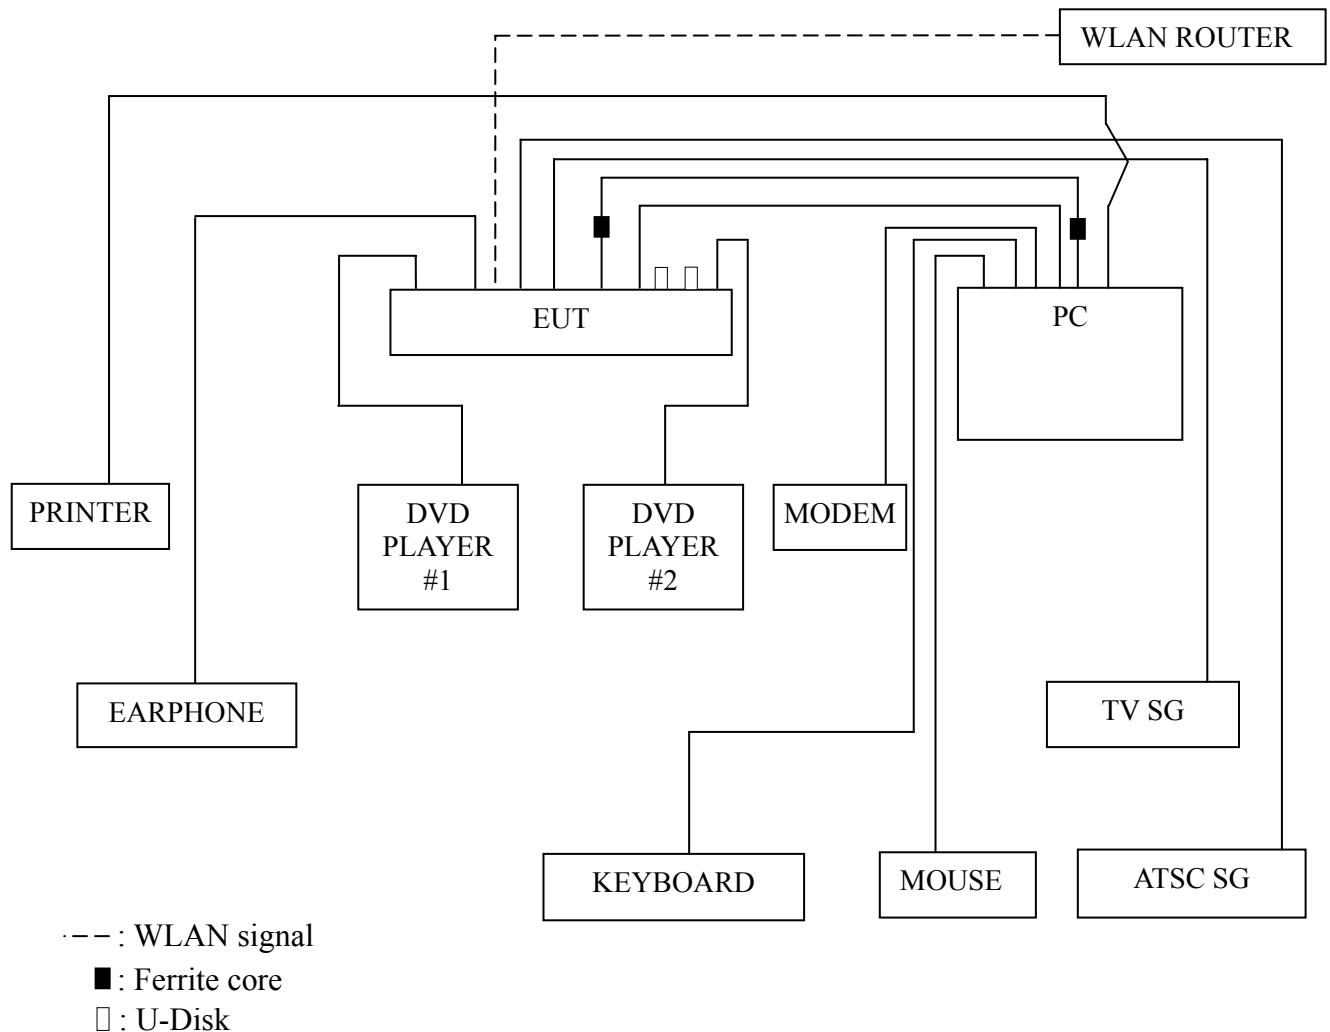 WLAN ROUTER
EUT
PC
PRINTER
DVD
PLAYER
#1
DVD
PLAYER
#2
MODEM
EARPHONE
TV SG
KEYBOARD
MOUSE
ATSC SG
: WLAN signal
: Ferrite core
: U-Disk